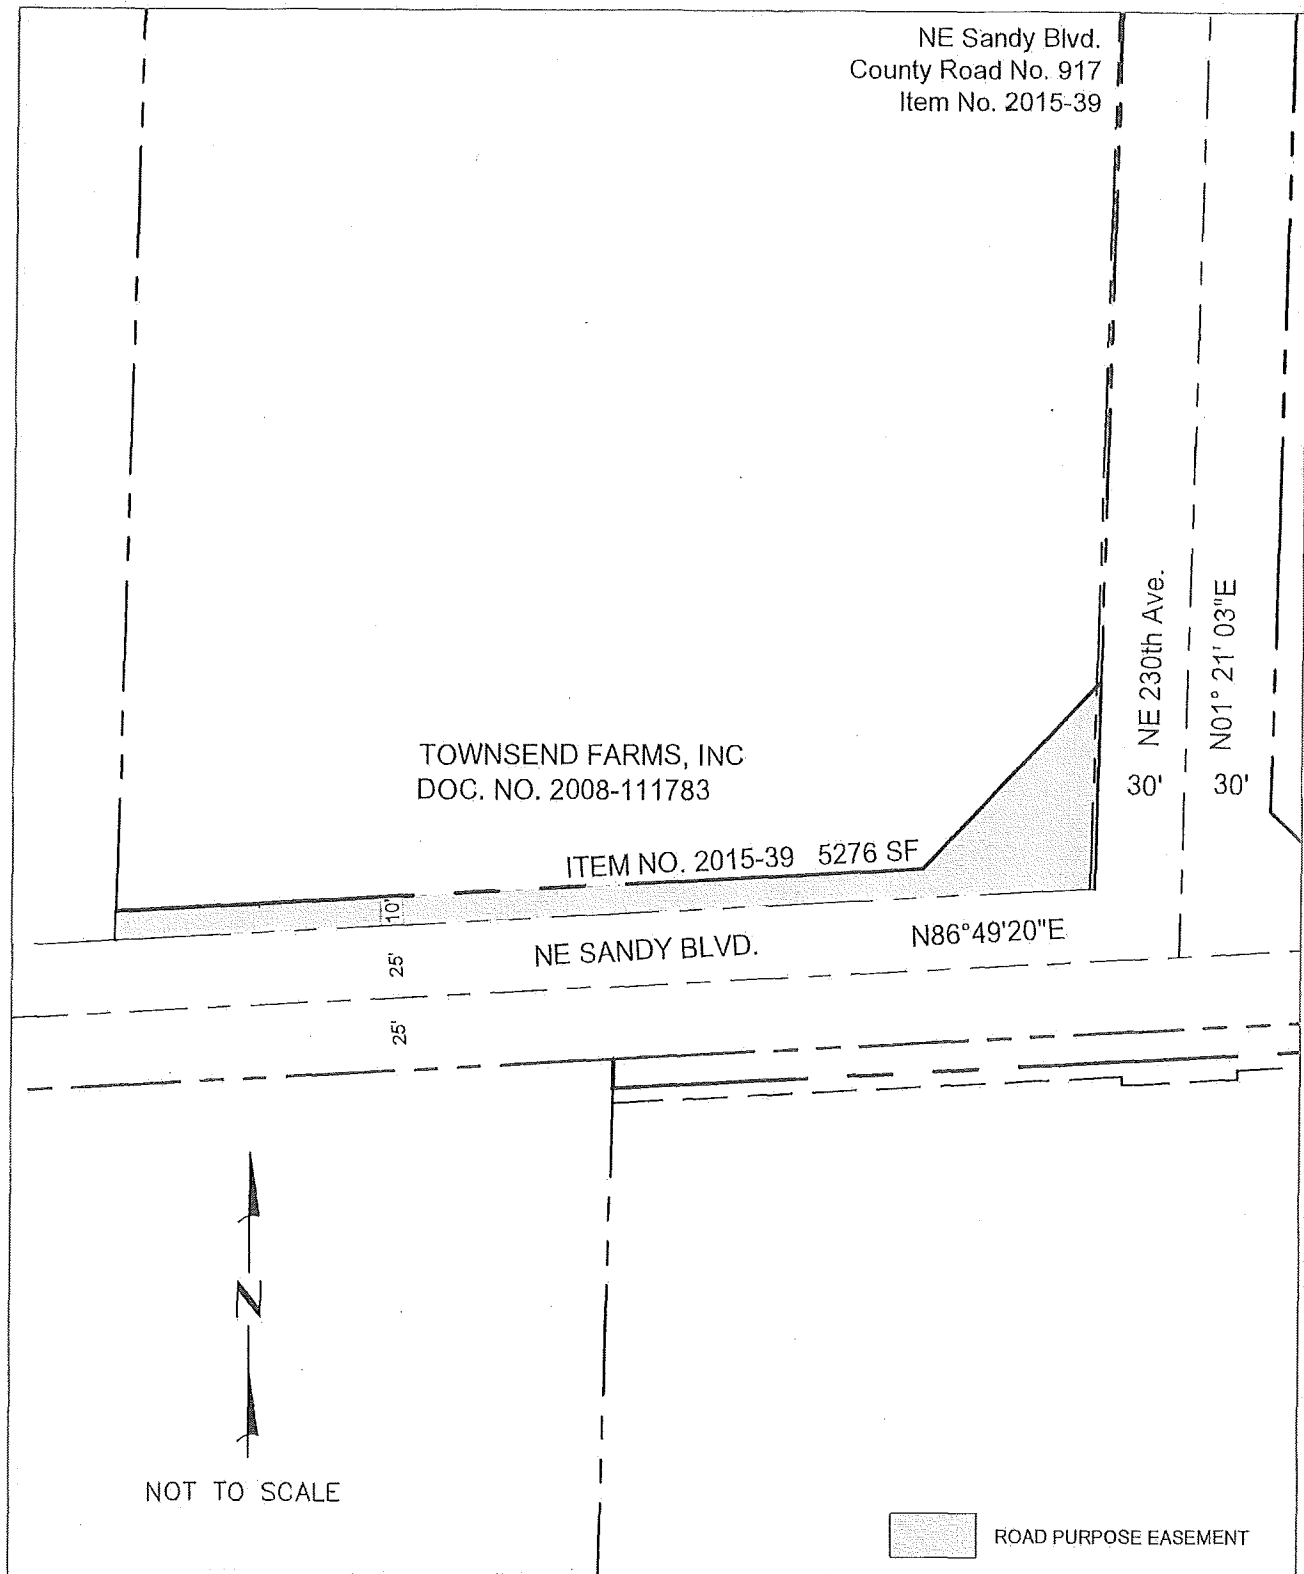 NE Sandy Blvd.
County Road No. 917
Item No. 2015-39
NE 230th Ave.
N01° 21' 03"E
30'
30'
TOWNSEND FARMS, INC
DOC. NO. 2008-111783
ITEM NO. 2015-39 5276 SF
10'
NE SANDY BLVD.
N86°49'20"E
25'
25'
N
NOT TO SCALE
ROAD PURPOSE EASEMENT